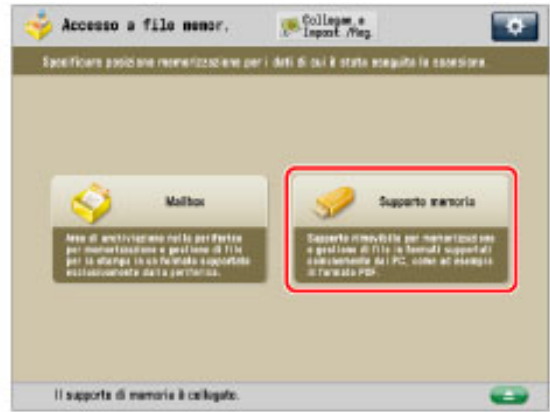 Accesso a file memor.
Collegam. a
Impost./Reg.
Specificare posizione memorizzazione per i dati di cui è stata eseguita la scansione.
Mailbox
Supporto memoria
Area di archiviazione nella periferica
per memorizzazione e gestione di file
per la stampa in un formato supportato
esclusivamente dalla periferica.
Supporto rimovibile per memorizzazione
e gestione di file in formati supportati
comunemente dai PC, come ad esempio
il formato PDF.
Il supporto di memoria è collegato.